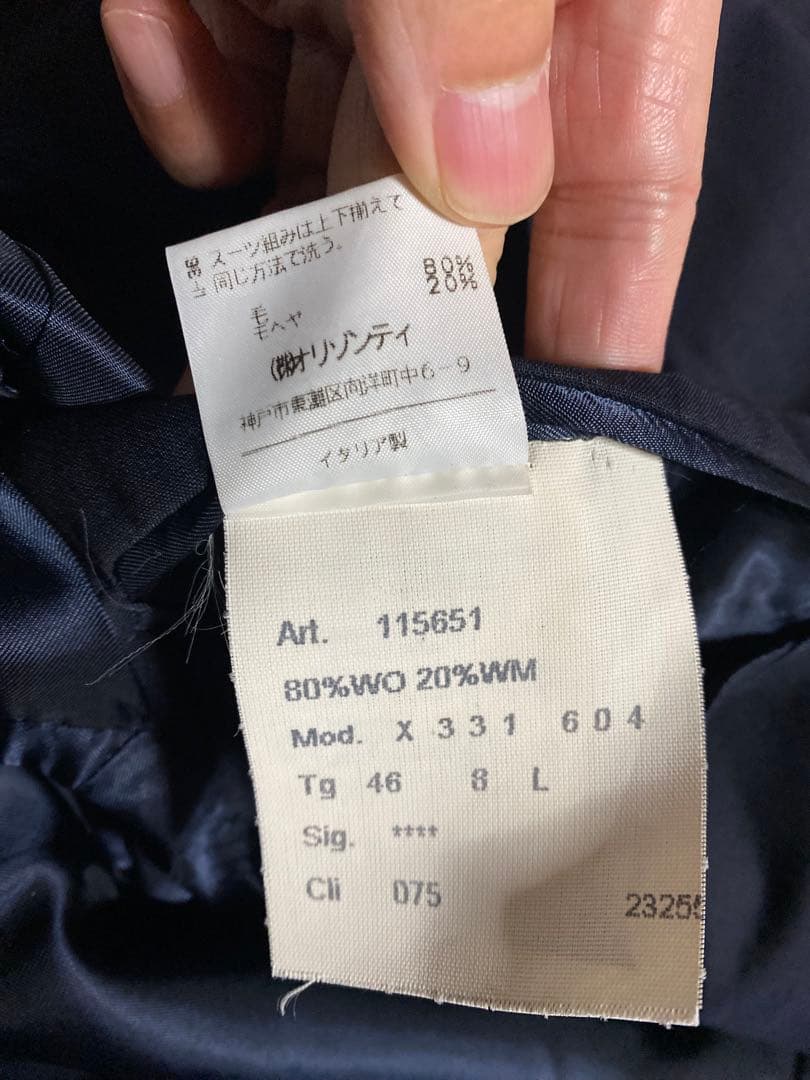 スーツ組みは上下揃えて
同じ方法で洗う。
毛 80%
毛ヘヤ 20%
(株)オリゾンティ
神戸市東灘区向洋町中6-9
イタリア製
Art. 115651
80%WO 20%WM
Mod. X 331 604
Tg 46 8 L
Sig. ****
Cli 075